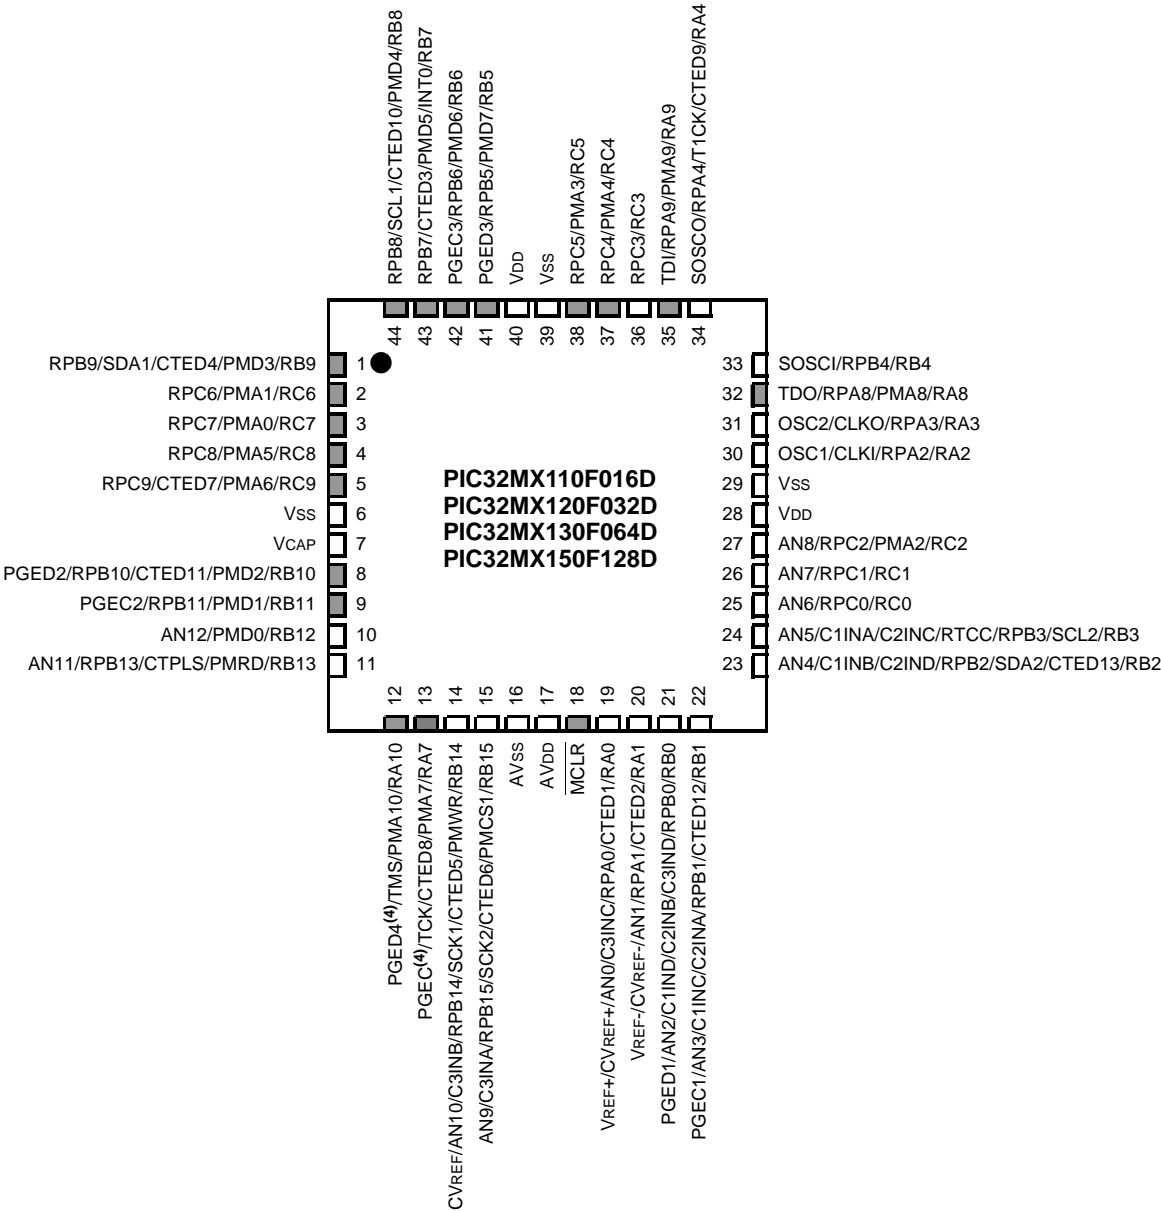 RPB8/SCL1/CTED10/PMD4/RB8
RPB7/CTED3/PMD5/INT0/RB7
PGEC3/RPB6/PMD6/RB6
PGED3/RPB5/PMD7/RB5
VDD
VSS
RPC5/PMA3/RC5
RPC4/PMA4/RC4
RPC3/RC3
TDI/RPA9/PMA9/RA9
SOSCO/RPA4/T1CK/CTED9/RA4
44 43 42 41 40 39 38 37 36 35 34
RPB9/SDA1/CTED4/PMD3/RB9 1
RPC6/PMA1/RC6 2
RPC7/PMA0/RC7 3
RPC8/PMA5/RC8 4
RPC9/CTED7/PMA6/RC9 5
VSS 6
VCAP 7
PGED2/RPB10/CTED11/PMD2/RB10 8
PGEC2/RPB11/PMD1/RB11 9
AN12/PMD0/RB12 10
AN11/RPB13/CTPLS/PMRD/RB13 11
PIC32MX110F016D
PIC32MX120F032D
PIC32MX130F064D
PIC32MX150F128D
33 SOSCI/RPB4/RB4
32 TDO/RPA8/PMA8/RA8
31 OSC2/CLKO/RPA3/RA3
30 OSC1/CLKI/RPA2/RA2
29 VSS
28 VDD
27 AN8/RPC2/PMA2/RC2
26 AN7/RPC1/RC1
25 AN6/RPC0/RC0
24 AN5/C1INA/C2INC/RTCC/RPB3/SCL2/RB3
23 AN4/C1INB/C2IND/RPB2/SDA2/CTED13/RB2
12 13 14 15 16 17 18 19 20 21 22
PGED4(4)/TMS/PMA10/RA10
PGEC(4)/TCK/CTED8/PMA7/RA7
CVREF/AN10/C3INB/RPB14/SCK1/CTED5/PMWR/RB14
AN9/C3INA/RPB15/SCK2/CTED6/PMCS1/RB15
AVSS
AVDD
MCLR
VREF+/CVREF+/AN0/C3INC/RPA0/CTED1/RA0
VREF-/CVREF-/AN1/RPA1/CTED2/RA1
PGED1/AN2/C1IND/C2INB/C3IND/RPB0/RB0
PGEC1/AN3/C1INC/C2INA/RPB1/CTED12/RB1